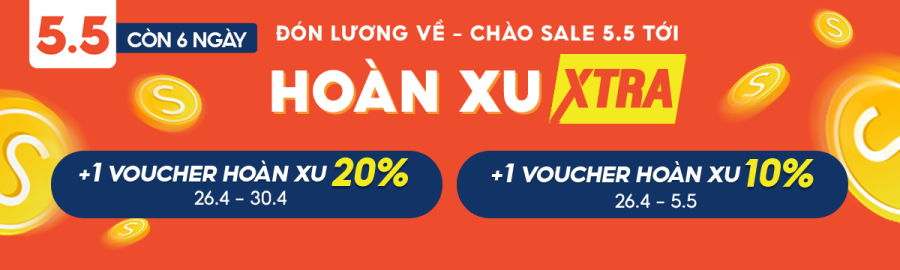 5.5 CÒN 6 NGÀY
ĐÓN LƯƠNG VỀ - CHÀO SALE 5.5 TỚI
HOÀN XU XTRA
+1 VOUCHER HOÀN XU 20%
26.4 - 30.4
+1 VOUCHER HOÀN XU 10%
26.4 - 5.5